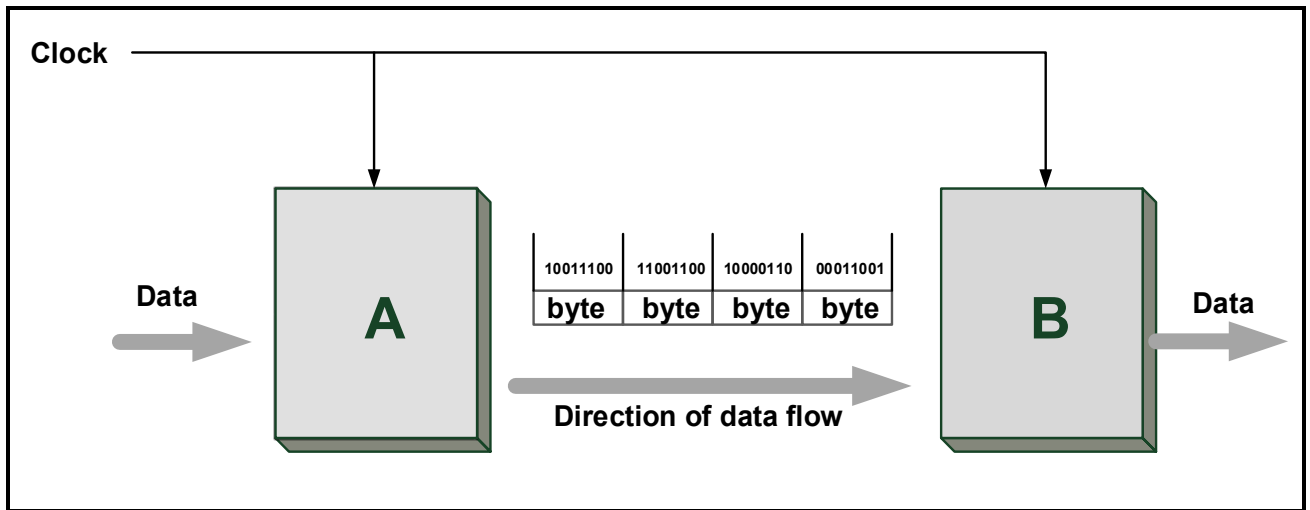 Clock
10011100 11001100 10000110 00011001
Data
A
byte byte byte byte
B
Data
Direction of data flow